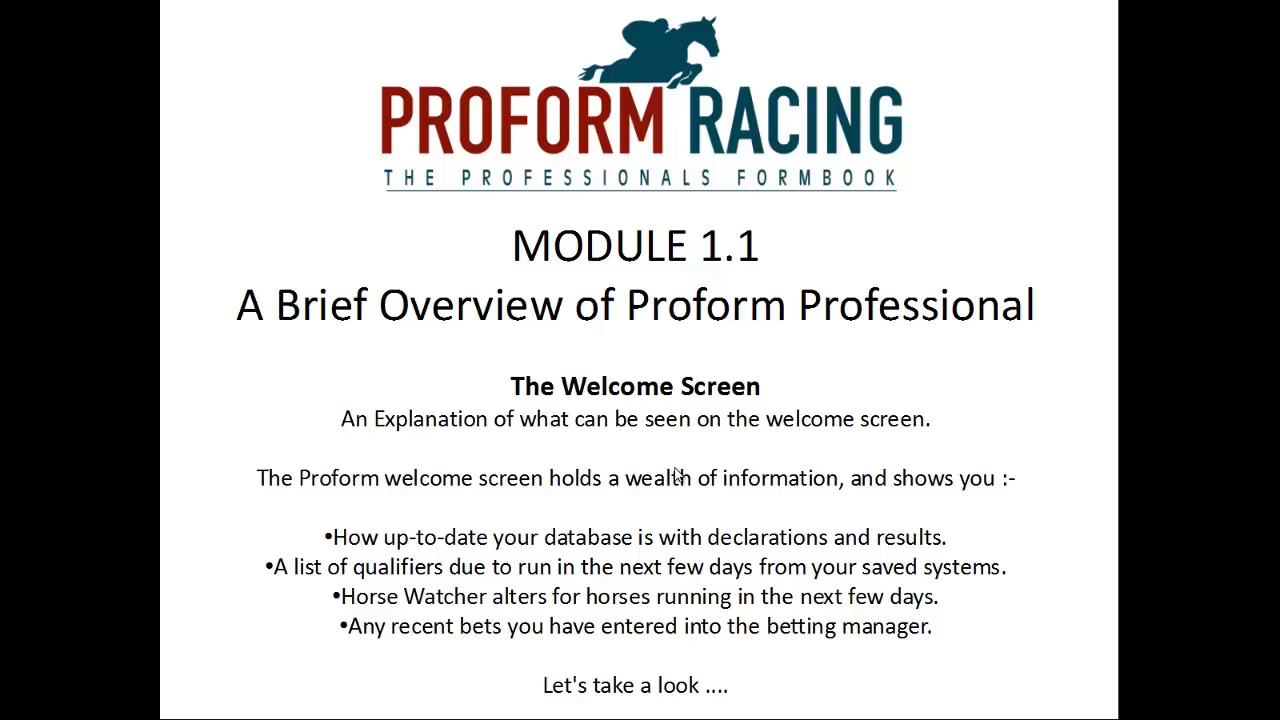 PROFORM RACING
THE PROFESSIONALS FORMBOOK
MODULE 1.1
A Brief Overview of Proform Professional
The Welcome Screen
An Explanation of what can be seen on the welcome screen.
The Proform welcome screen holds a wealth of information, and shows you :-
•How up-to-date your database is with declarations and results.
•A list of qualifiers due to run in the next few days from your saved systems.
•Horse Watcher alters for horses running in the next few days.
•Any recent bets you have entered into the betting manager.
Let's take a look ....